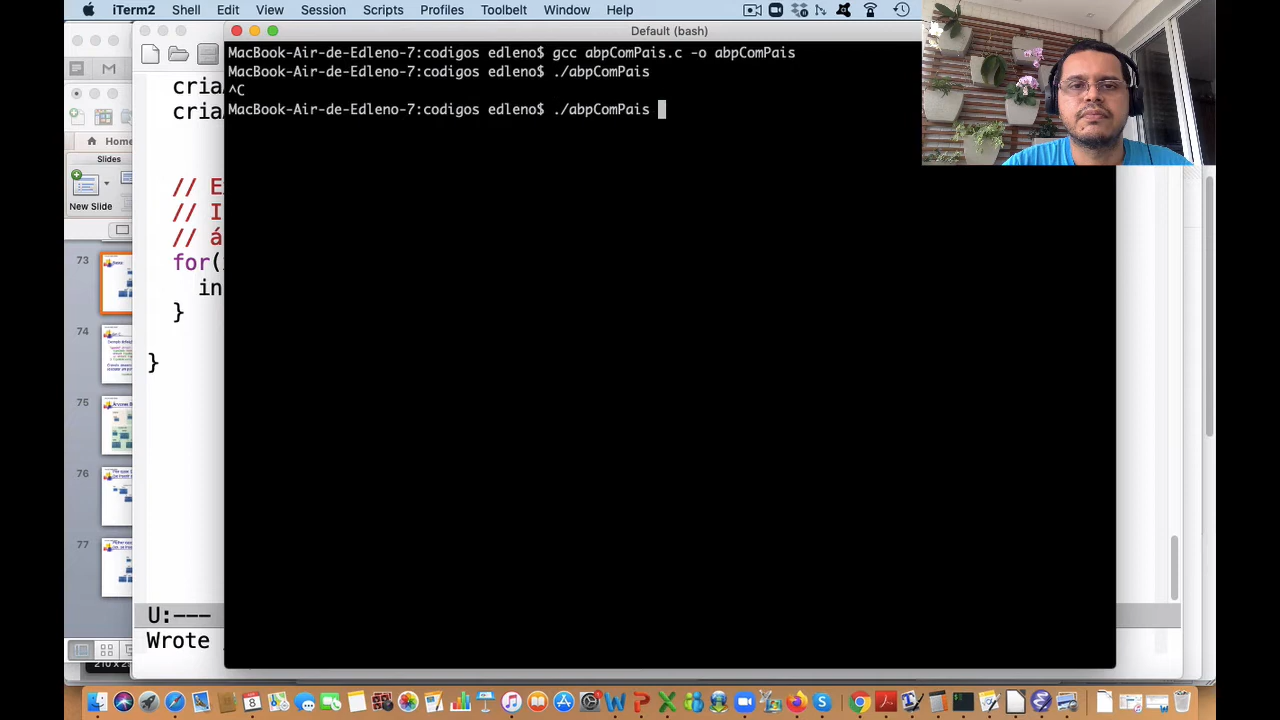 iTerm2 Shell Edit View Session Scripts Profiles Toolbelt Window Help
Default (bash)
MacBook-Air-de-Edleno-7:codigos edleno$ gcc abpComPais.c -o abpComPais
MacBook-Air-de-Edleno-7:codigos edleno$ ./abpComPais
^C
MacBook-Air-de-Edleno-7:codigos edleno$ ./abpComPais
cria
cria
// E
// I
// á
for(
in
}
}
U:---
Wrote
Home
Slides
New Slide
73
74
75
76
77